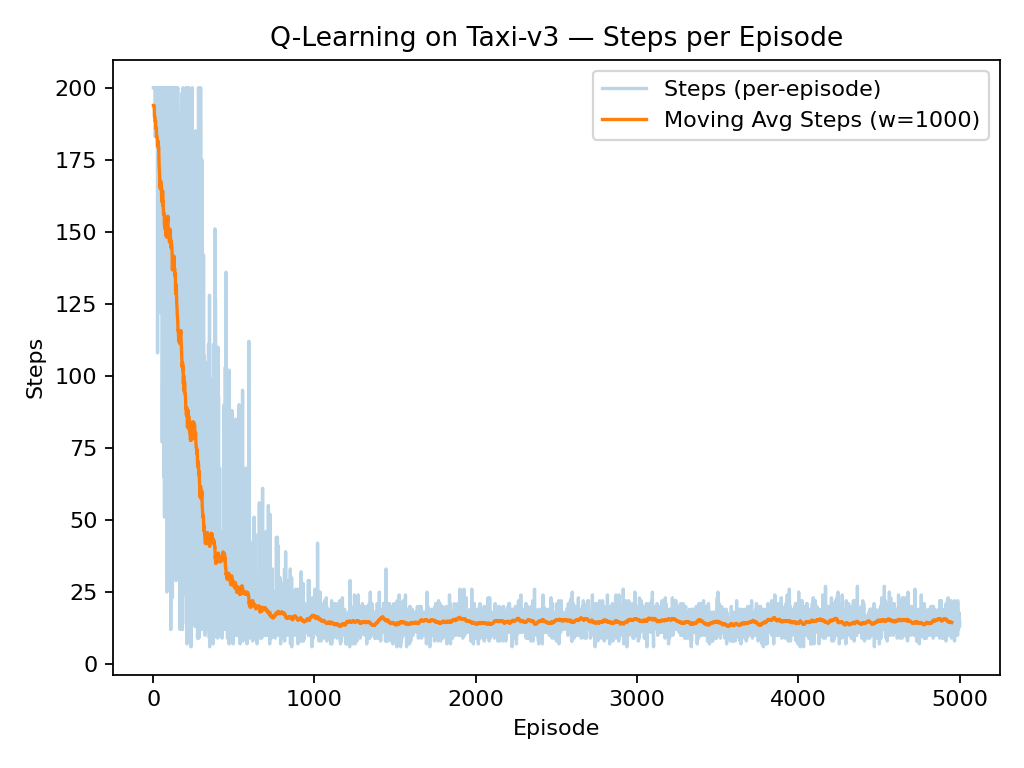 Q-Learning on Taxi-v3 — Steps per Episode
Steps (per-episode)
Moving Avg Steps (w=1000)
200
175
150
125
100
75
50
25
0
Steps
0 1000 2000 3000 4000 5000
Episode